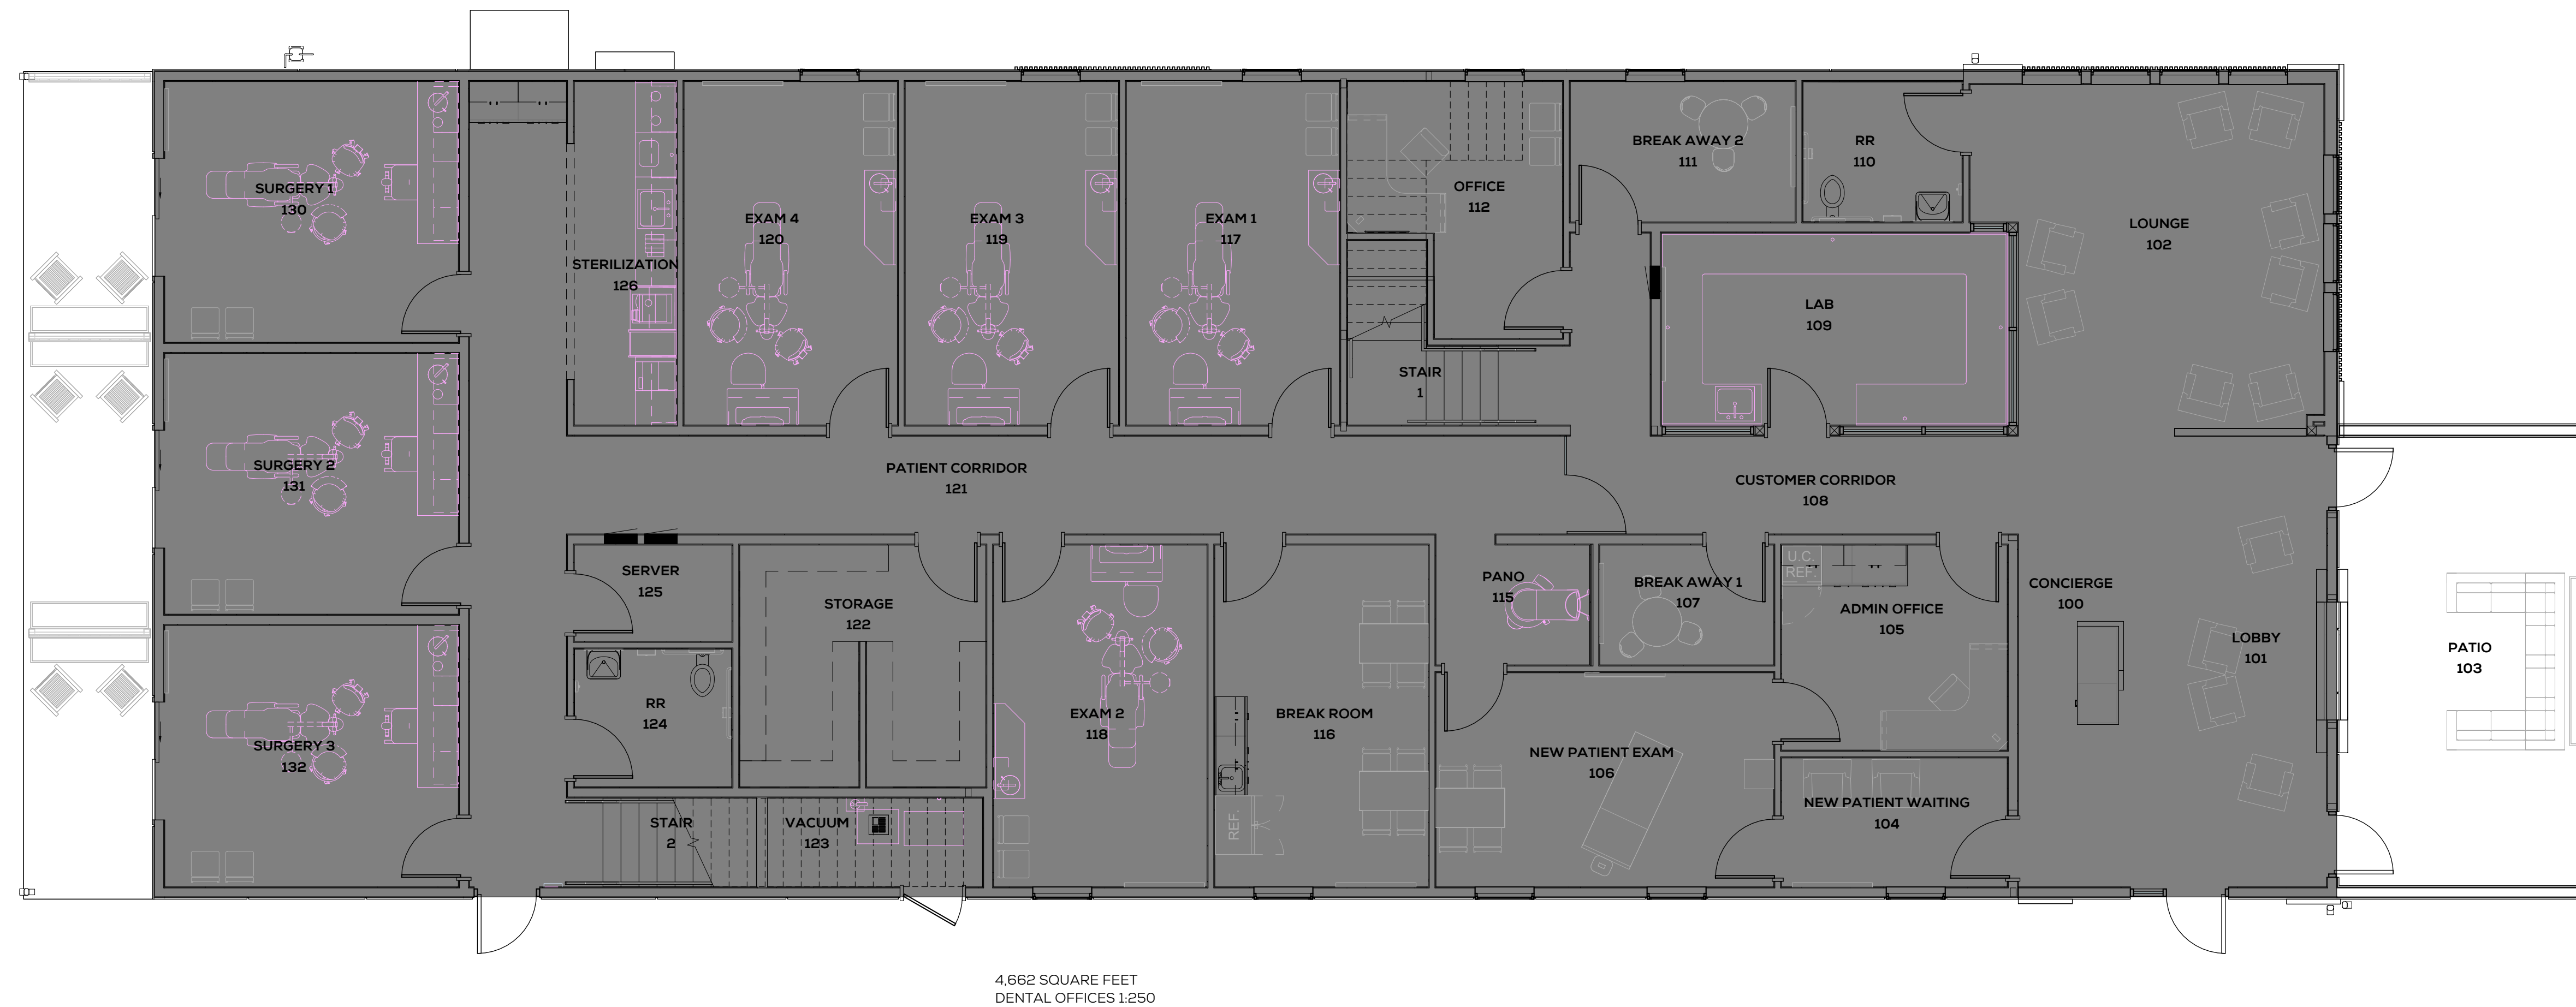 SURGERY 1
130
STERILIZATION
126
EXAM 4
120
EXAM 3
119
EXAM 1
117
OFFICE
112
BREAK AWAY 2
111
RR
110
LOUNGE
102
LAB
109
STAIR
1
SURGERY 2
131
PATIENT CORRIDOR
121
CUSTOMER CORRIDOR
108
SERVER
125
STORAGE
122
PANO
115
BREAK AWAY 1
107
U.C.
REF.
ADMIN OFFICE
105
CONCIERGE
100
LOBBY
101
PATIO
103
SURGERY 3
132
RR
124
EXAM 2
118
BREAK ROOM
116
NEW PATIENT EXAM
106
STAIR
2
VACUUM
123
REF.
NEW PATIENT WAITING
104
4,662 SQUARE FEET
DENTAL OFFICES 1:250